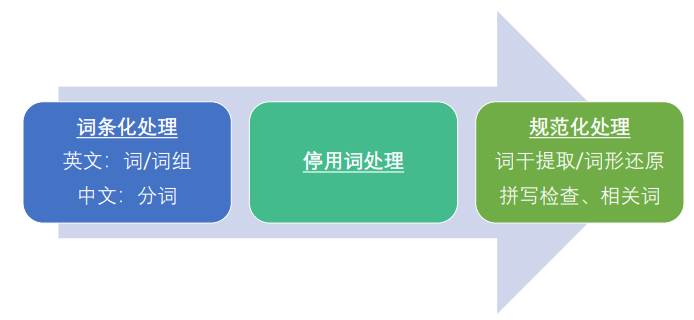 词条化处理
英文：词/词组
中文：分词
停用词处理
规范化处理
词干提取/词形还原
拼写检查、相关词